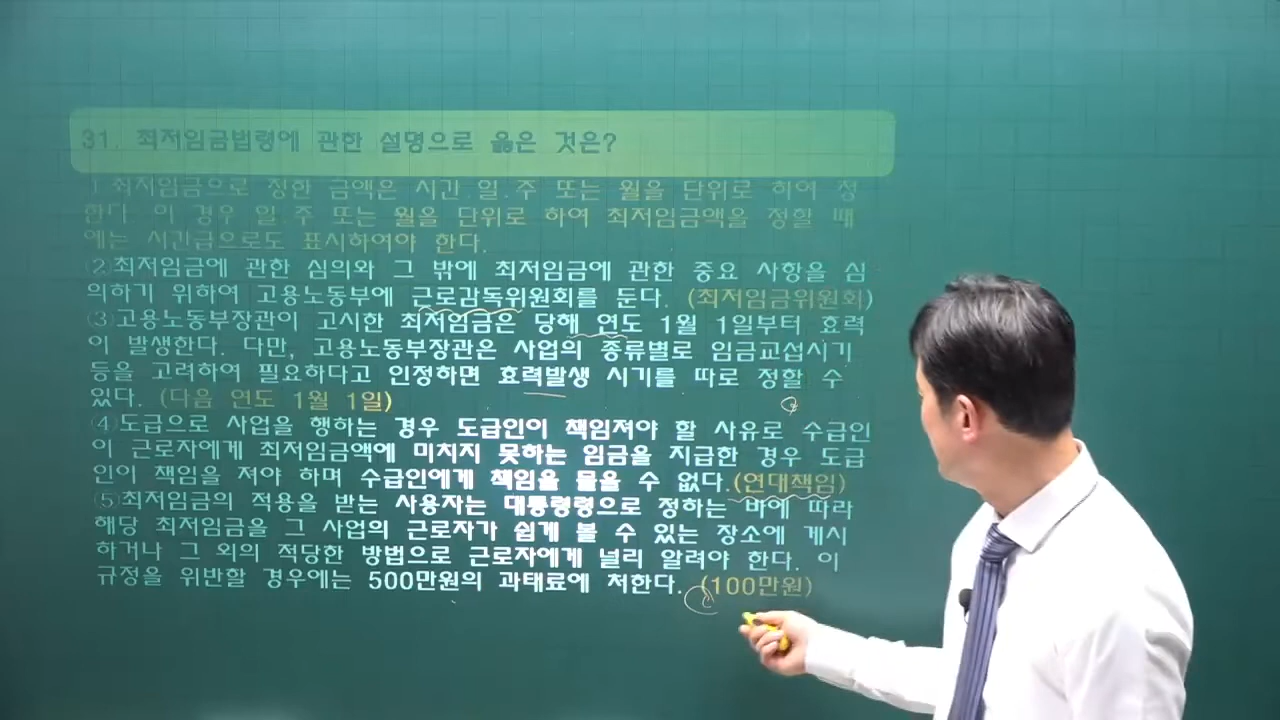 31. 최저임금법령에 관한 설명으로 옳은 것은?
1.최저임금으로 정한 금액은 시간.일.주 또는 월을 단위로 하여 정
한다. 이 경우 일.주 또는 월을 단위로 하여 최저임금액을 정할 때
에는 시간급으로도 표시하여야 한다.
②최저임금에 관한 심의와 그 밖에 최저임금에 관한 중요 사항을 심
의하기 위하여 고용노동부에 근로감독위원회를 둔다. (최저임금위원회)
③고용노동부장관이 고시한 최저임금은 당해 연도 1월 1일부터 효력
이 발생한다. 다만, 고용노동부장관은 사업의 종류별로 임금교섭시기
등을 고려하여 필요하다고 인정하면 효력발생 시기를 따로 정할 수
있다. (다음 연도 1월 1일)
④도급으로 사업을 행하는 경우 도급인이 책임져야 할 사유로 수급인
이 근로자에게 최저임금액에 미치지 못하는 임금을 지급한 경우 도급
인이 책임을 져야 하며 수급인에게 책임을 물을 수 없다.(연대책임)
⑤최저임금의 적용을 받는 사용자는 대통령령으로 정하는 바에 따라
해당 최저임금을 그 사업의 근로자가 쉽게 볼 수 있는 장소에 게시
하거나 그 외의 적당한 방법으로 근로자에게 널리 알려야 한다. 이
규정을 위반할 경우에는 500만원의 과태료에 처한다. (100만원)